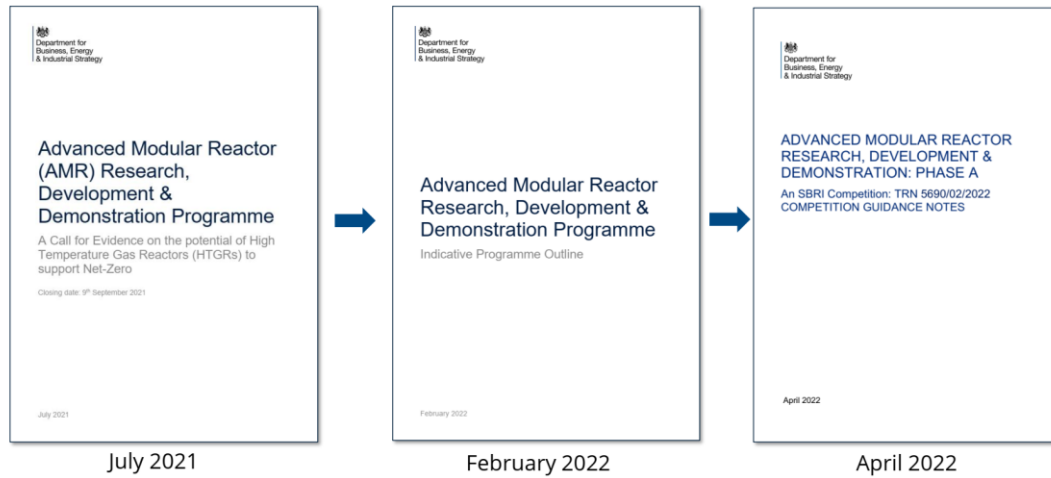 Department for
Business, Energy
& Industrial Strategy
Advanced Modular Reactor
(AMR) Research,
Development &
Demonstration Programme
A Call for Evidence on the potential of High
Temperature Gas Reactors (HTGRs) to
support Net-Zero
Closing date: 9th September 2021
July 2021
July 2021
Department for
Business, Energy
& Industrial Strategy
Advanced Modular Reactor
Research, Development &
Demonstration Programme
Indicative Programme Outline
February 2022
February 2022
Department for
Business, Energy
& Industrial Strategy
ADVANCED MODULAR REACTOR
RESEARCH, DEVELOPMENT &
DEMONSTRATION: PHASE A
An SBRI Competition: TRN 5690/02/2022
COMPETITION GUIDANCE NOTES
April 2022
April 2022